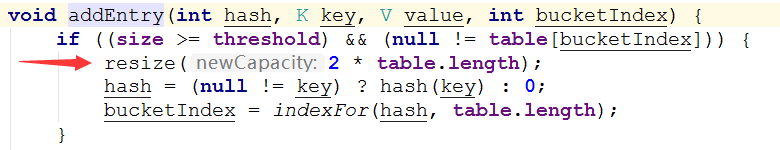 void addEntry(int hash, K key, V value, int bucketIndex) {
if ((size >= threshold) && (null != table[bucketIndex])) {
resize( newCapacity: 2 * table.length);
hash = (null != key) ? hash(key) : 0;
bucketIndex = indexFor(hash, table.length);
}